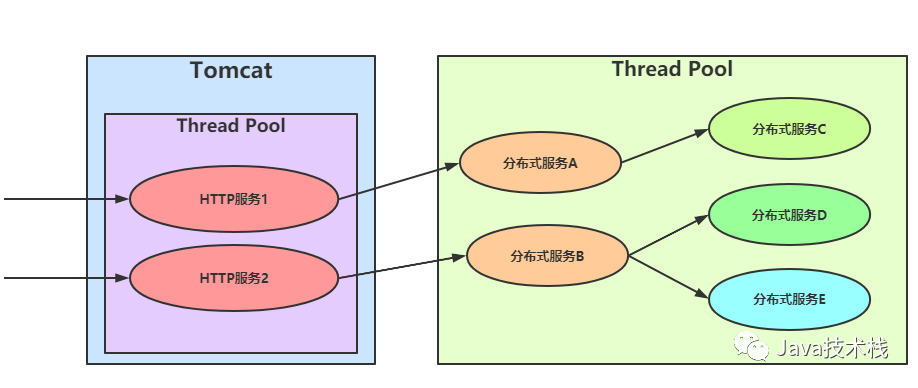 Tomcat
Thread Pool
HTTP服务1
HTTP服务2
Thread Pool
分布式服务A
分布式服务B
分布式服务C
分布式服务D
分布式服务E
Java技术栈